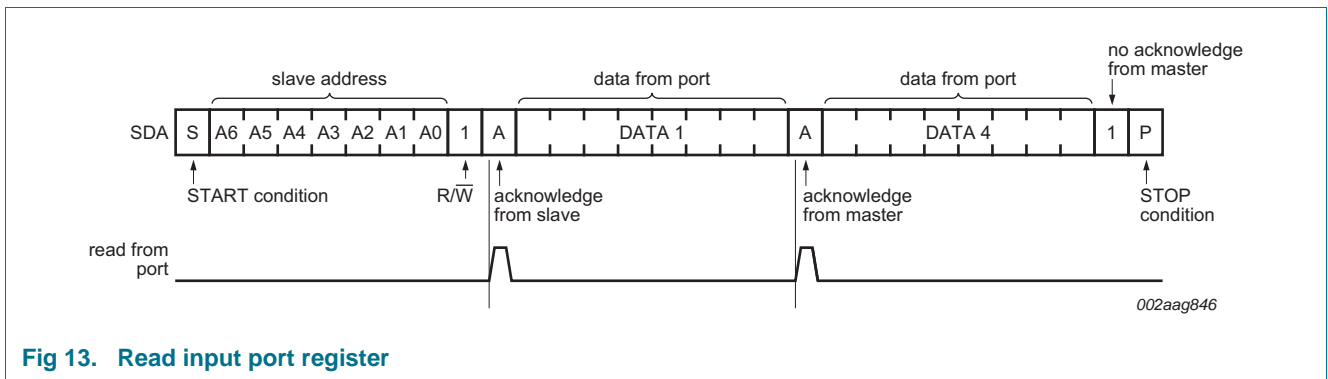 no acknowledge
from master
slave address
data from port
data from port
SDA S A6 A5 A4 A3 A2 A1 A0 1 A DATA 1 A DATA 4 1 P
START condition
R/W̅
acknowledge
from slave
acknowledge
from master
STOP
condition
read from
port
002aag846
Fig 13. Read input port register